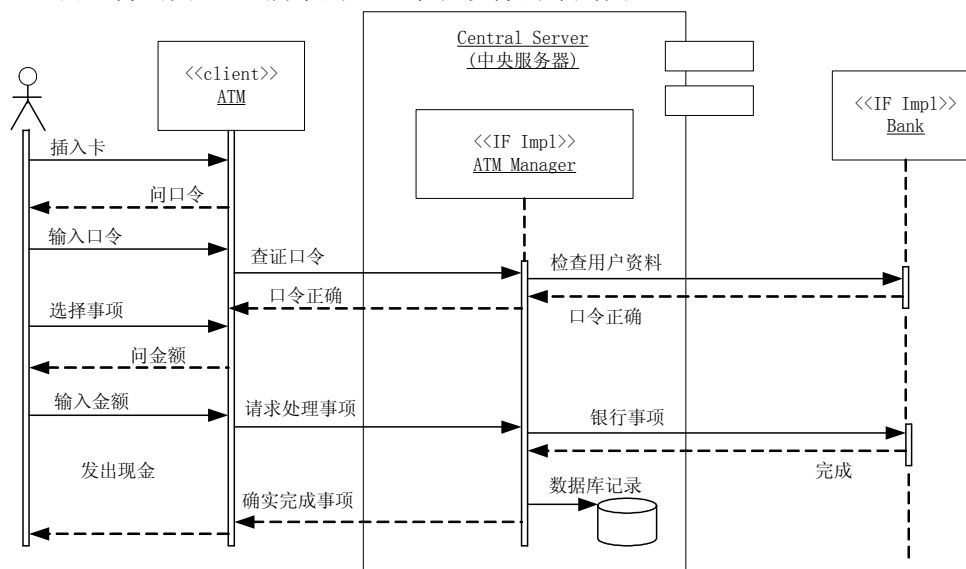 Central Server
(中央服务器)
<<client>>
ATM
<<IF Impl>>
ATM Manager
<<IF Impl>>
Bank
插入卡
问口令
输入口令
查证口令
检查用户资料
口令正确
口令正确
选择事项
问金额
输入金额
请求处理事项
银行事项
发出现金
完成
数据库记录
确实完成事项